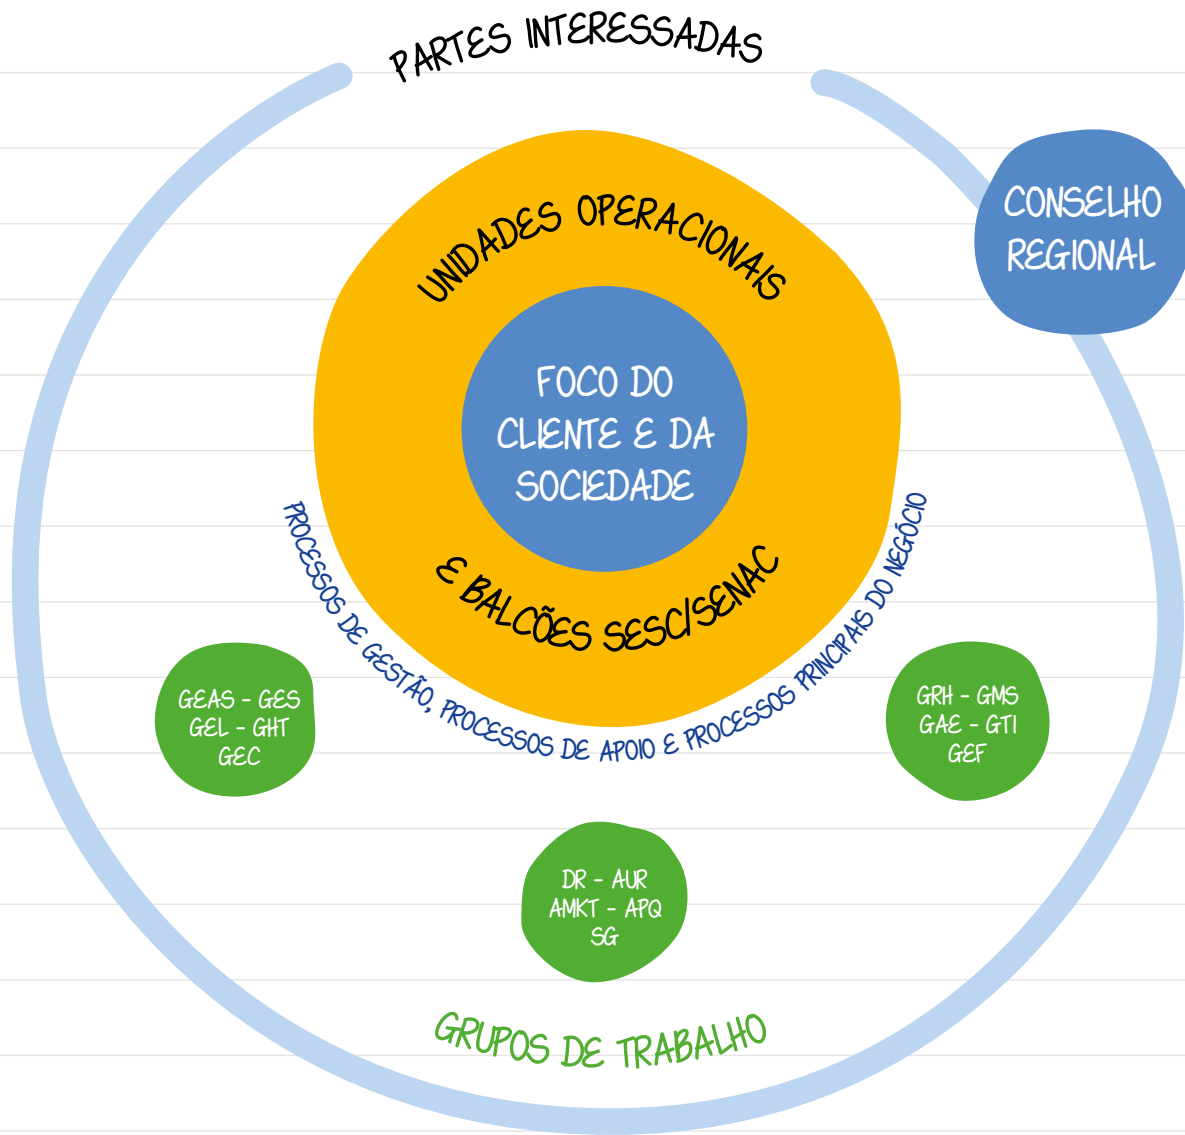 PARTES INTERESSADAS
CONSELHO
REGIONAL
UNIDADES OPERACIONAIS
FOCO DO
CLIENTE E DA
SOCIEDADE
E BALCÕES SESC/SENAC
PROCESSOS DE GESTÃO, PROCESSOS DE APOIO E PROCESSOS PRINCIPAIS DO NEGÓCIO
GEAS - GES
GEL - GHT
GEC
GRH - GMS
GAE - GTI
GEF
DR - AUR
AMKT - APQ
SG
GRUPOS DE TRABALHO